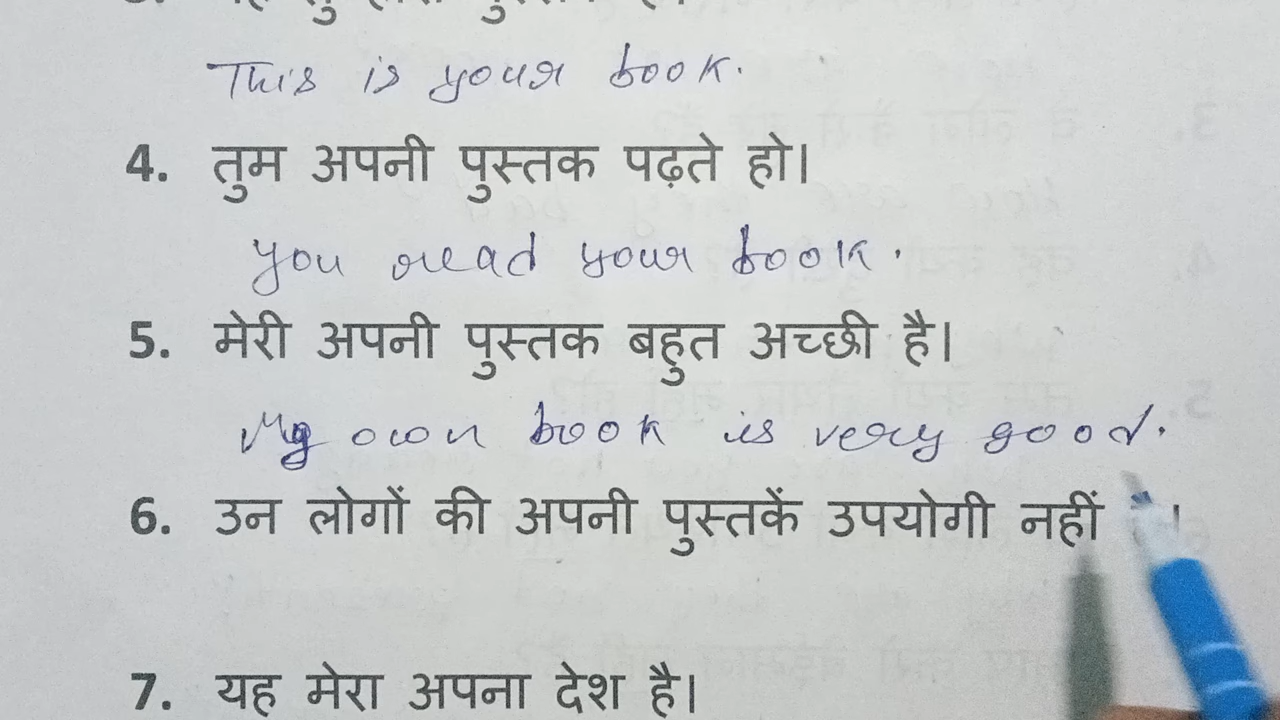 This is your book.
4. तुम अपनी पुस्तक पढ़ते हो।
You read your book.
5. मेरी अपनी पुस्तक बहुत अच्छी है।
My own book is very good.
6. उन लोगों की अपनी पुस्तकें उपयोगी नहीं
7. यह मेरा अपना देश है।